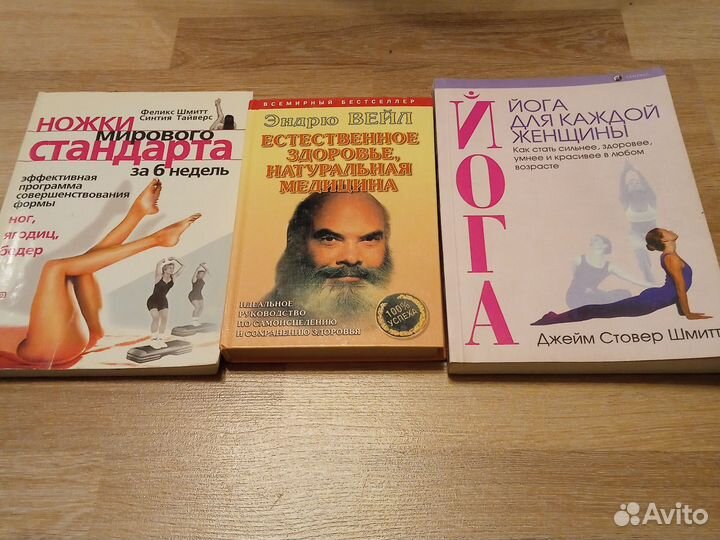 Феликс Шмитт
Синтия Тайверс
НОЖКИ
мирового
стандарта
за 6 недель
эффективная
программа
совершенствования
формы
ног,
ягодиц,
бедер
ВСЕМИРНЫЙ БЕСТСЕЛЛЕР
Эндрю ВЕЙЛ
ЕСТЕСТВЕННОЕ
ЗДОРОВЬЕ,
НАТУРАЛЬНАЯ
МЕДИЦИНА
ИДЕАЛЬНОЕ
РУКОВОДСТВО
ПО САМОИСЦЕЛЕНИЮ
И СОХРАНЕНИЮ ЗДОРОВЬЯ
100%
УСПЕХА
ЙОГА
ЙОГА
ДЛЯ КАЖДОЙ
ЖЕНЩИНЫ
Как стать сильнее, здоровее,
умнее и красивее в любом
возрасте
Джейм Стовер Шмитт
Avito